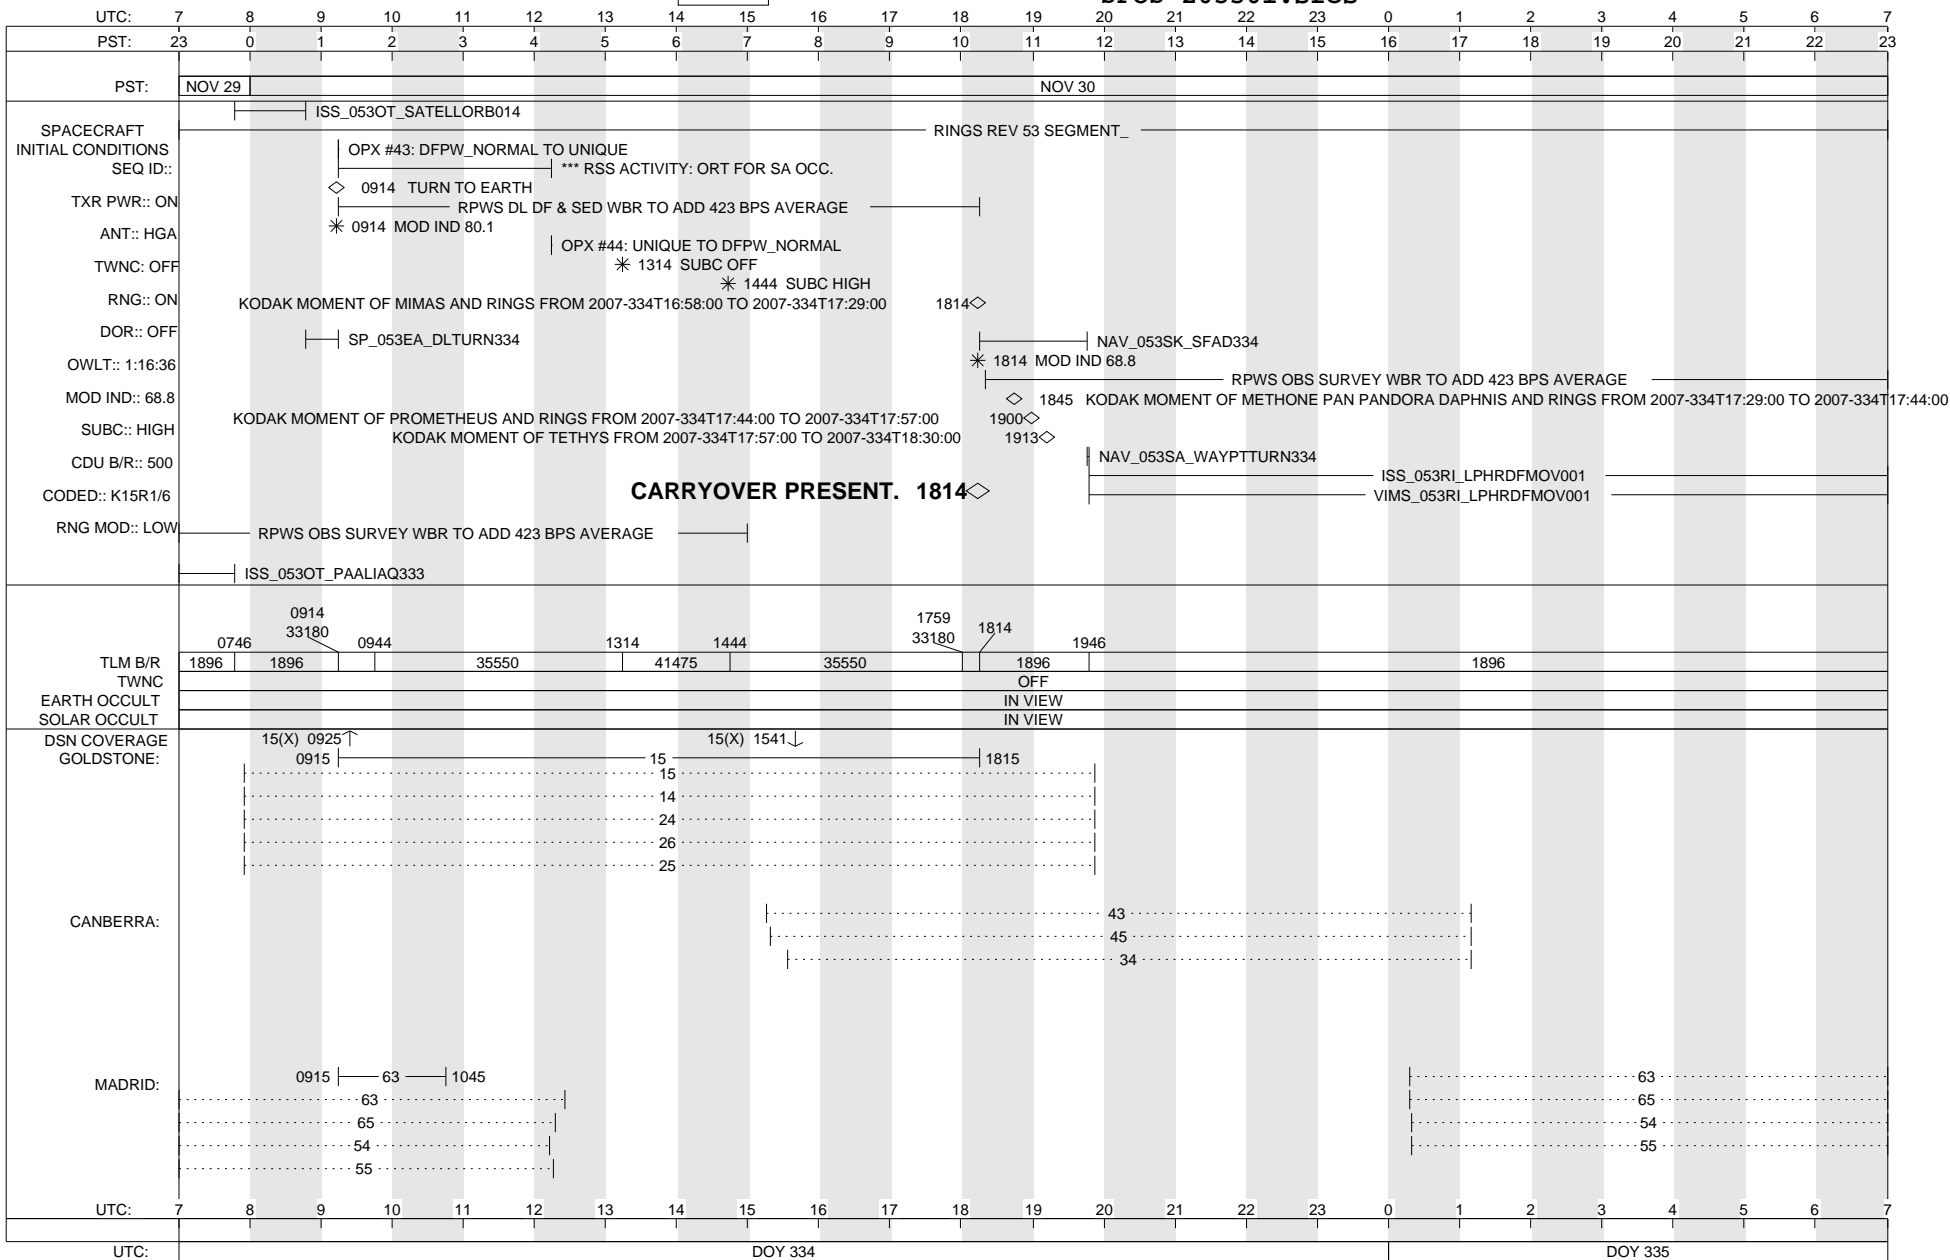 UTC: 7 8 9 10 11 12 13 14 15 16 17 18 19 20 21 22 23 0 1 2 3 4 5 6 7
PST: 23 0 1 2 3 4 5 6 7 8 9 10 11 12 13 14 15 16 17 18 19 20 21 22 23
PST: NOV 29 NOV 30
ISS_053OT_SATELLORB014
SPACECRAFT RINGS REV 53 SEGMENT_
INITIAL CONDITIONS OPX #43: DFPW_NORMAL TO UNIQUE
SEQ ID:: *** RSS ACTIVITY: ORT FOR SA OCC.
0914 TURN TO EARTH
TXR PWR:: ON RPWS DL DF & SED WBR TO ADD 423 BPS AVERAGE
0914 MOD IND 80.1
ANT:: HGA
OPX #44: UNIQUE TO DFPW_NORMAL
TWNC: OFF 1314 SUBC OFF
1444 SUBC HIGH
RNG:: ON KODAK MOMENT OF MIMAS AND RINGS FROM 2007-334T16:58:00 TO 2007-334T17:29:00 1814
DOR:: OFF
SP_053EA_DLTURN334 NAV_053SK_SFAD334
OWLT:: 1:16:36 1814 MOD IND 68.8
RPWS OBS SURVEY WBR TO ADD 423 BPS AVERAGE
MOD IND:: 68.8 1845 KODAK MOMENT OF METHONE PAN PANDORA DAPHNIS AND RINGS FROM 2007-334T17:29:00 TO 2007-334T17:44:00
KODAK MOMENT OF PROMETHEUS AND RINGS FROM 2007-334T17:44:00 TO 2007-334T17:57:00 1900
SUBC:: HIGH
KODAK MOMENT OF TETHYS FROM 2007-334T17:57:00 TO 2007-334T18:30:00 1913
CDU B/R:: 500 NAV_053SA_WAYPTTURN334
ISS_053RI_LPHRDFMOV001
CODED:: K15R1/6 CARRYOVER PRESENT. 1814 VIMS_053RI_LPHRDFMOV001
RNG MOD:: LOW RPWS OBS SURVEY WBR TO ADD 423 BPS AVERAGE
ISS_053OT_PAALIAQ333
0914 1759
33180 33180 1814
0746 0944 1314 1444 1946
TLM B/R 1896 1896 35550 41475 35550 1896 1896
TWNC OFF
EARTH OCCULT IN VIEW
SOLAR OCCULT IN VIEW
DSN COVERAGE 15(X) 0925 15(X) 1541
GOLDSTONE: 0915 15 1815
15
14
24
26
25
CANBERRA: 43
45
34
MADRID: 0915 63 1045 63
63 65
65 54
54 55
55
UTC: 7 8 9 10 11 12 13 14 15 16 17 18 19 20 21 22 23 0 1 2 3 4 5 6 7
UTC: DOY 334 DOY 335